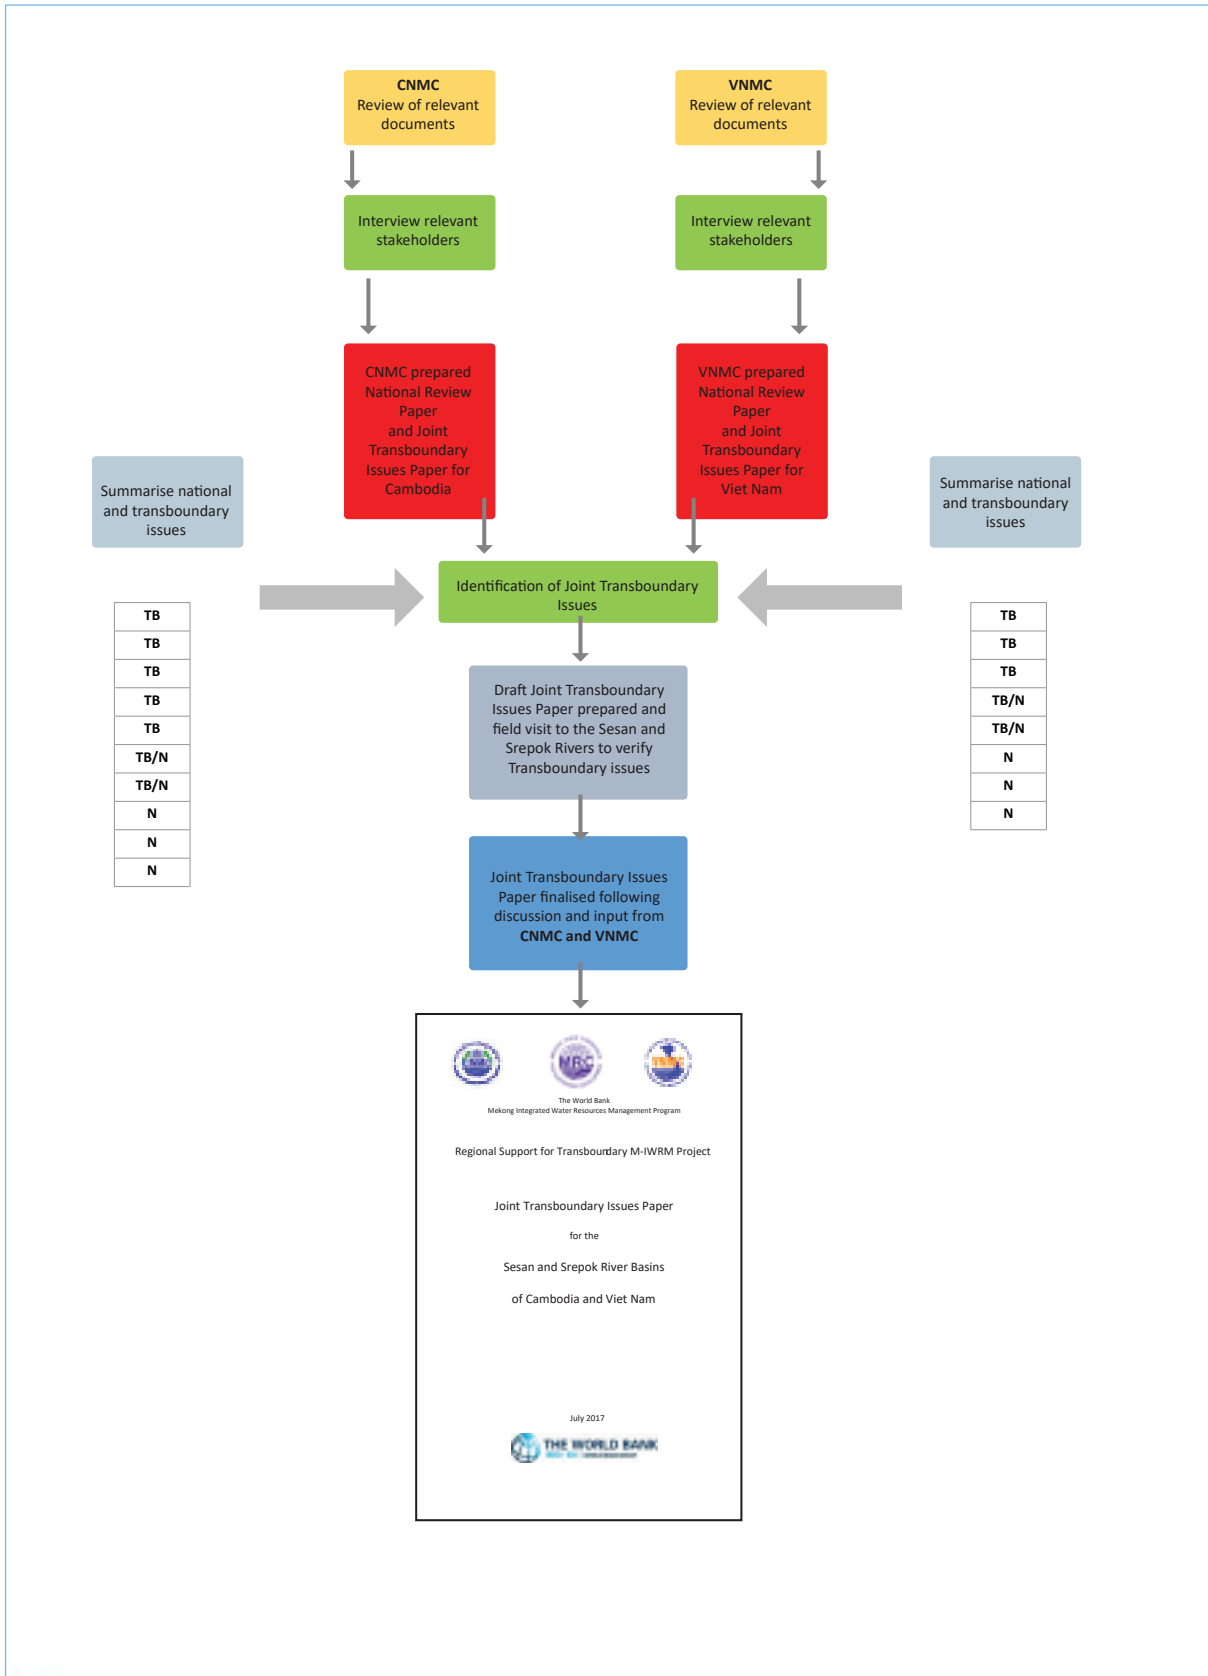 CNMC
Review of relevant
documents
VNMC
Review of relevant
documents
Interview relevant
stakeholders
Interview relevant
stakeholders
CNMC prepared
National Review
Paper
and Joint
Transboundary
Issues Paper for
Cambodia
VNMC prepared
National Review
Paper
and Joint
Transboundary
Issues Paper for
Viet Nam
Summarise national
and transboundary
issues
Summarise national
and transboundary
issues
Identification of Joint Transboundary
Issues
TB
TB
TB
TB
TB
TB/N
TB/N
N
N
N
TB
TB
TB
TB/N
TB/N
N
N
N
Draft Joint Transboundary
Issues Paper prepared and
field visit to the Sesan and
Srepok Rivers to verify
Transboundary issues
Joint Transboundary Issues
Paper finalised following
discussion and input from
CNMC and VNMC
MRC
VNMC
The World Bank
Mekong Integrated Water Resources Management Program
Regional Support for Transboundary M-IWRM Project
Joint Transboundary Issues Paper
for the
Sesan and Srepok River Basins
of Cambodia and Viet Nam
July 2017
THE WORLD BANK